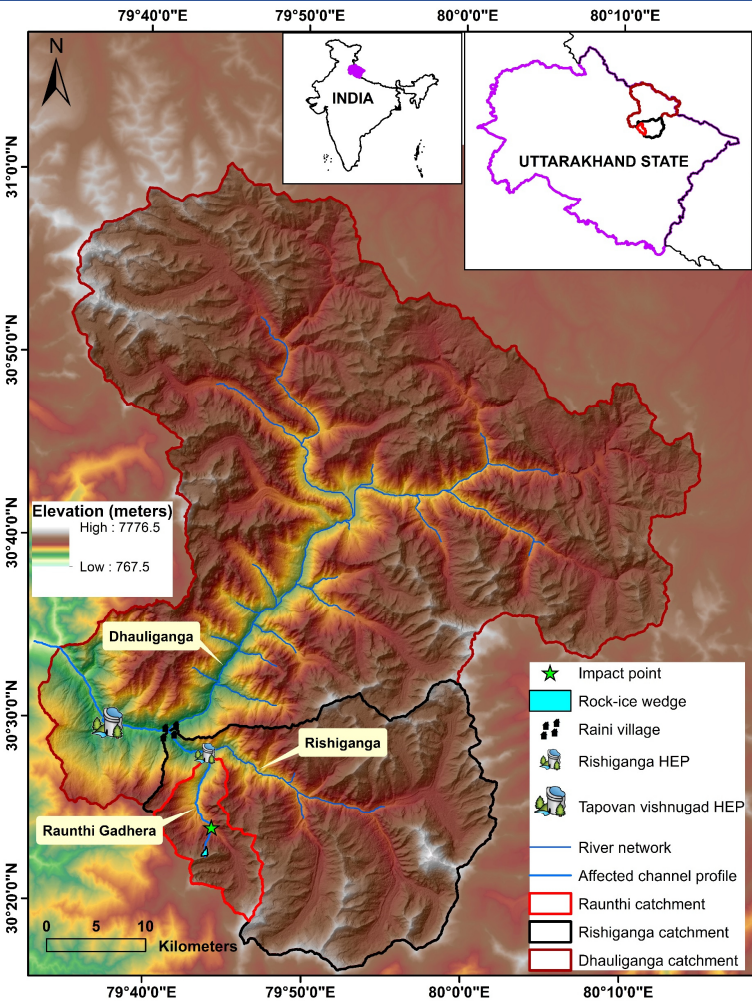 79°40'0"E 79°50'0"E 80°00'0"E 80°10'0"E
N
INDIA
UTTARAKHAND STATE
31°0'0"N
30°50'0"N
30°40'0"N
30°30'0"N
30°20'0"N
Elevation (meters)
High : 7776.5
Low : 767.5
Dhauliganga
Rishiganga
Raunthi Gadhera
Impact point
Rock-ice wedge
Raini village
Rishiganga HEP
Tapovan vishnugad HEP
River network
Affected channel profile
Raunthi catchment
Rishiganga catchment
Dhauliganga catchment
0 5 10
Kilometers
79°40'0"E 79°50'0"E 80°00'0"E 80°10'0"E